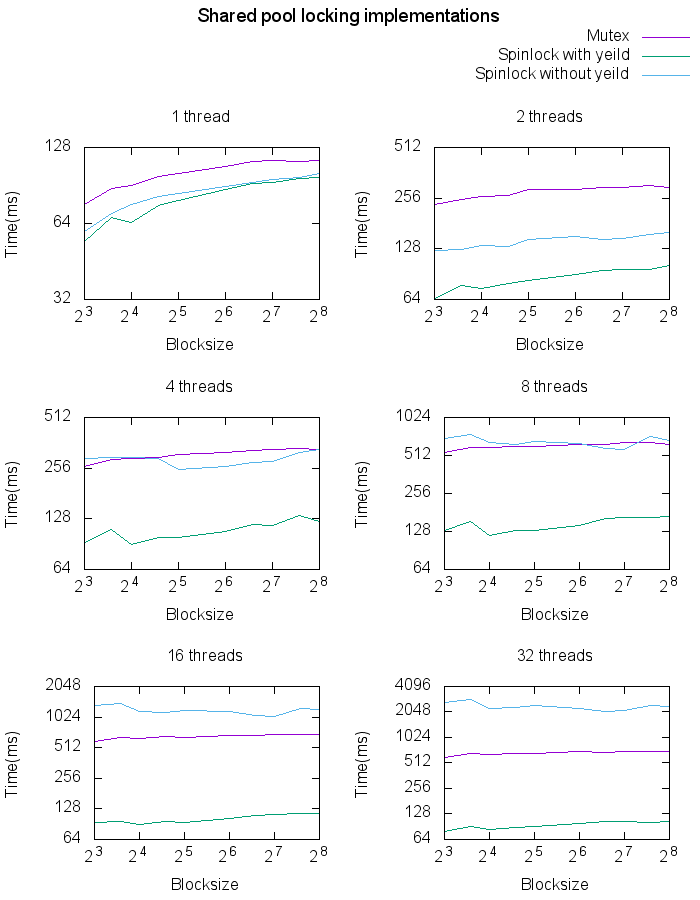 Shared pool locking implementations
Mutex
Spinlock with yeild
Spinlock without yeild
1 thread
2 threads
128
64
32
Time(ms)
2^3 2^4 2^5 2^6 2^7 2^8
Blocksize
512
256
128
64
Time(ms)
2^3 2^4 2^5 2^6 2^7 2^8
Blocksize
4 threads
8 threads
512
256
128
64
Time(ms)
2^3 2^4 2^5 2^6 2^7 2^8
Blocksize
1024
512
256
128
64
Time(ms)
2^3 2^4 2^5 2^6 2^7 2^8
Blocksize
16 threads
32 threads
2048
1024
512
256
128
64
Time(ms)
2^3 2^4 2^5 2^6 2^7 2^8
Blocksize
4096
2048
1024
512
256
128
64
Time(ms)
2^3 2^4 2^5 2^6 2^7 2^8
Blocksize